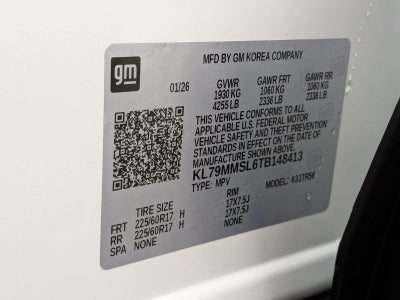 gm
MFD BY GM KOREA COMPANY
01/26 GVWR GAWR FRT GAWR RR
1930 KG 1060 KG 1060 KG
4255 LB 2336 LB 2336 LB
THIS VEHICLE CONFORMS TO ALL
APPLICABLE U.S. FEDERAL MOTOR
VEHICLE SAFETY AND THEFT PREVENTION
STANDARDS IN EFFECT ON THE DATE OF
MANUFACTURE SHOWN ABOVE.
KL79MMSL6TB148413
TYPE: MPV MODEL:
TIRE SIZE RIM
FRT 225/60R17 H 17X7.5J
RR 225/60R17 H 17X7.5J
SPA NONE NONE